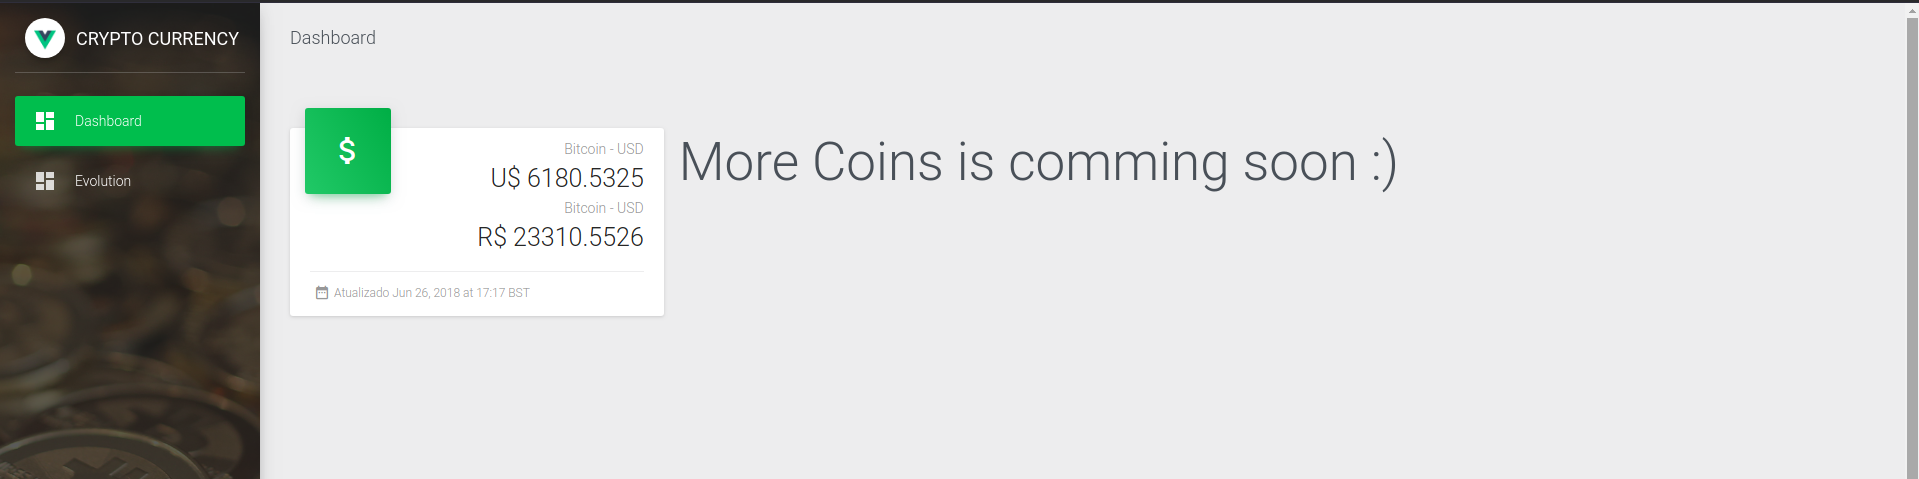 CRYPTO CURRENCY
Dashboard
Evolution
Dashboard
$
Bitcoin - USD
U$ 6180.5325
Bitcoin - USD
R$ 23310.5526
Atualizado Jun 26, 2018 at 17:17 BST
More Coins is comming soon :)